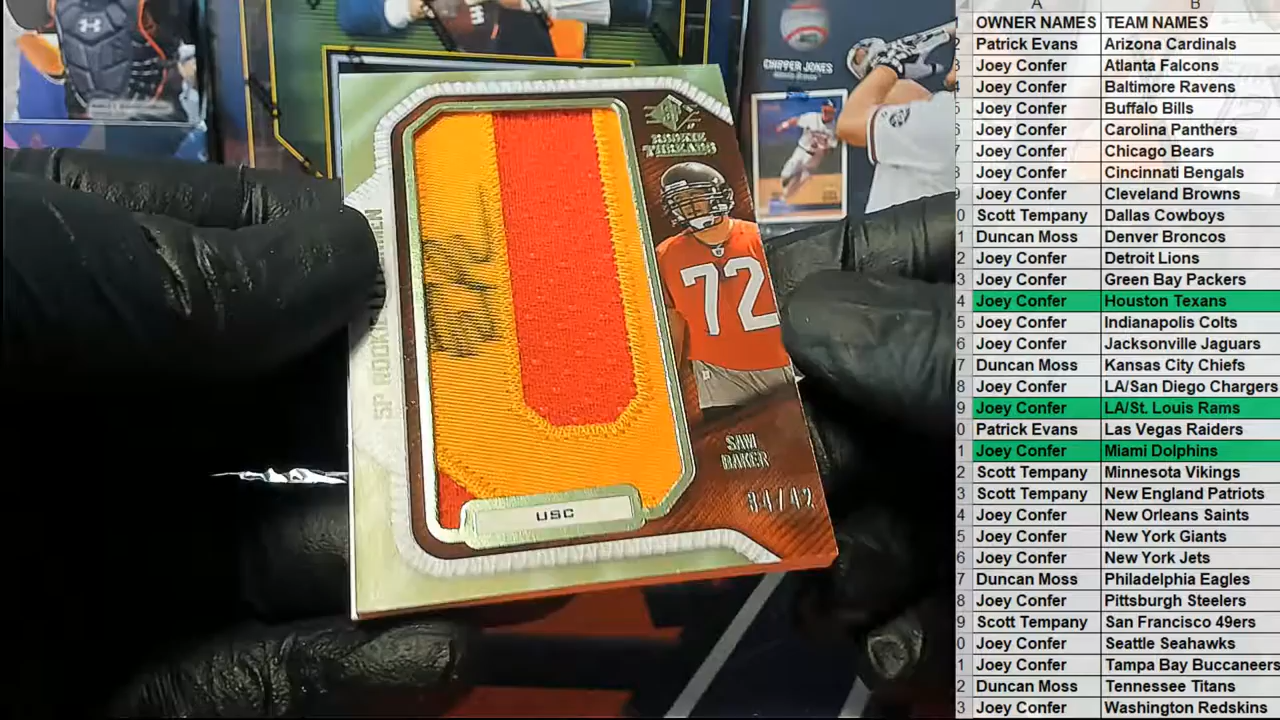 CHIPPER JONES
SP
ROOKIE
THREADS
72
SAM
BAKER
34/42
USC
A B
OWNER NAMES TEAM NAMES
Patrick Evans Arizona Cardinals
Joey Confer Atlanta Falcons
Joey Confer Baltimore Ravens
Joey Confer Buffalo Bills
Joey Confer Carolina Panthers
Joey Confer Chicago Bears
Joey Confer Cincinnati Bengals
Joey Confer Cleveland Browns
Scott Tempany Dallas Cowboys
Duncan Moss Denver Broncos
Joey Confer Detroit Lions
Joey Confer Green Bay Packers
Joey Confer Houston Texans
Joey Confer Indianapolis Colts
Joey Confer Jacksonville Jaguars
Duncan Moss Kansas City Chiefs
Joey Confer LA/San Diego Chargers
Joey Confer LA/St. Louis Rams
Patrick Evans Las Vegas Raiders
Joey Confer Miami Dolphins
Scott Tempany Minnesota Vikings
Scott Tempany New England Patriots
Joey Confer New Orleans Saints
Joey Confer New York Giants
Joey Confer New York Jets
Duncan Moss Philadelphia Eagles
Joey Confer Pittsburgh Steelers
Scott Tempany San Francisco 49ers
Joey Confer Seattle Seahawks
Joey Confer Tampa Bay Buccaneers
Duncan Moss Tennessee Titans
Joey Confer Washington Redskins